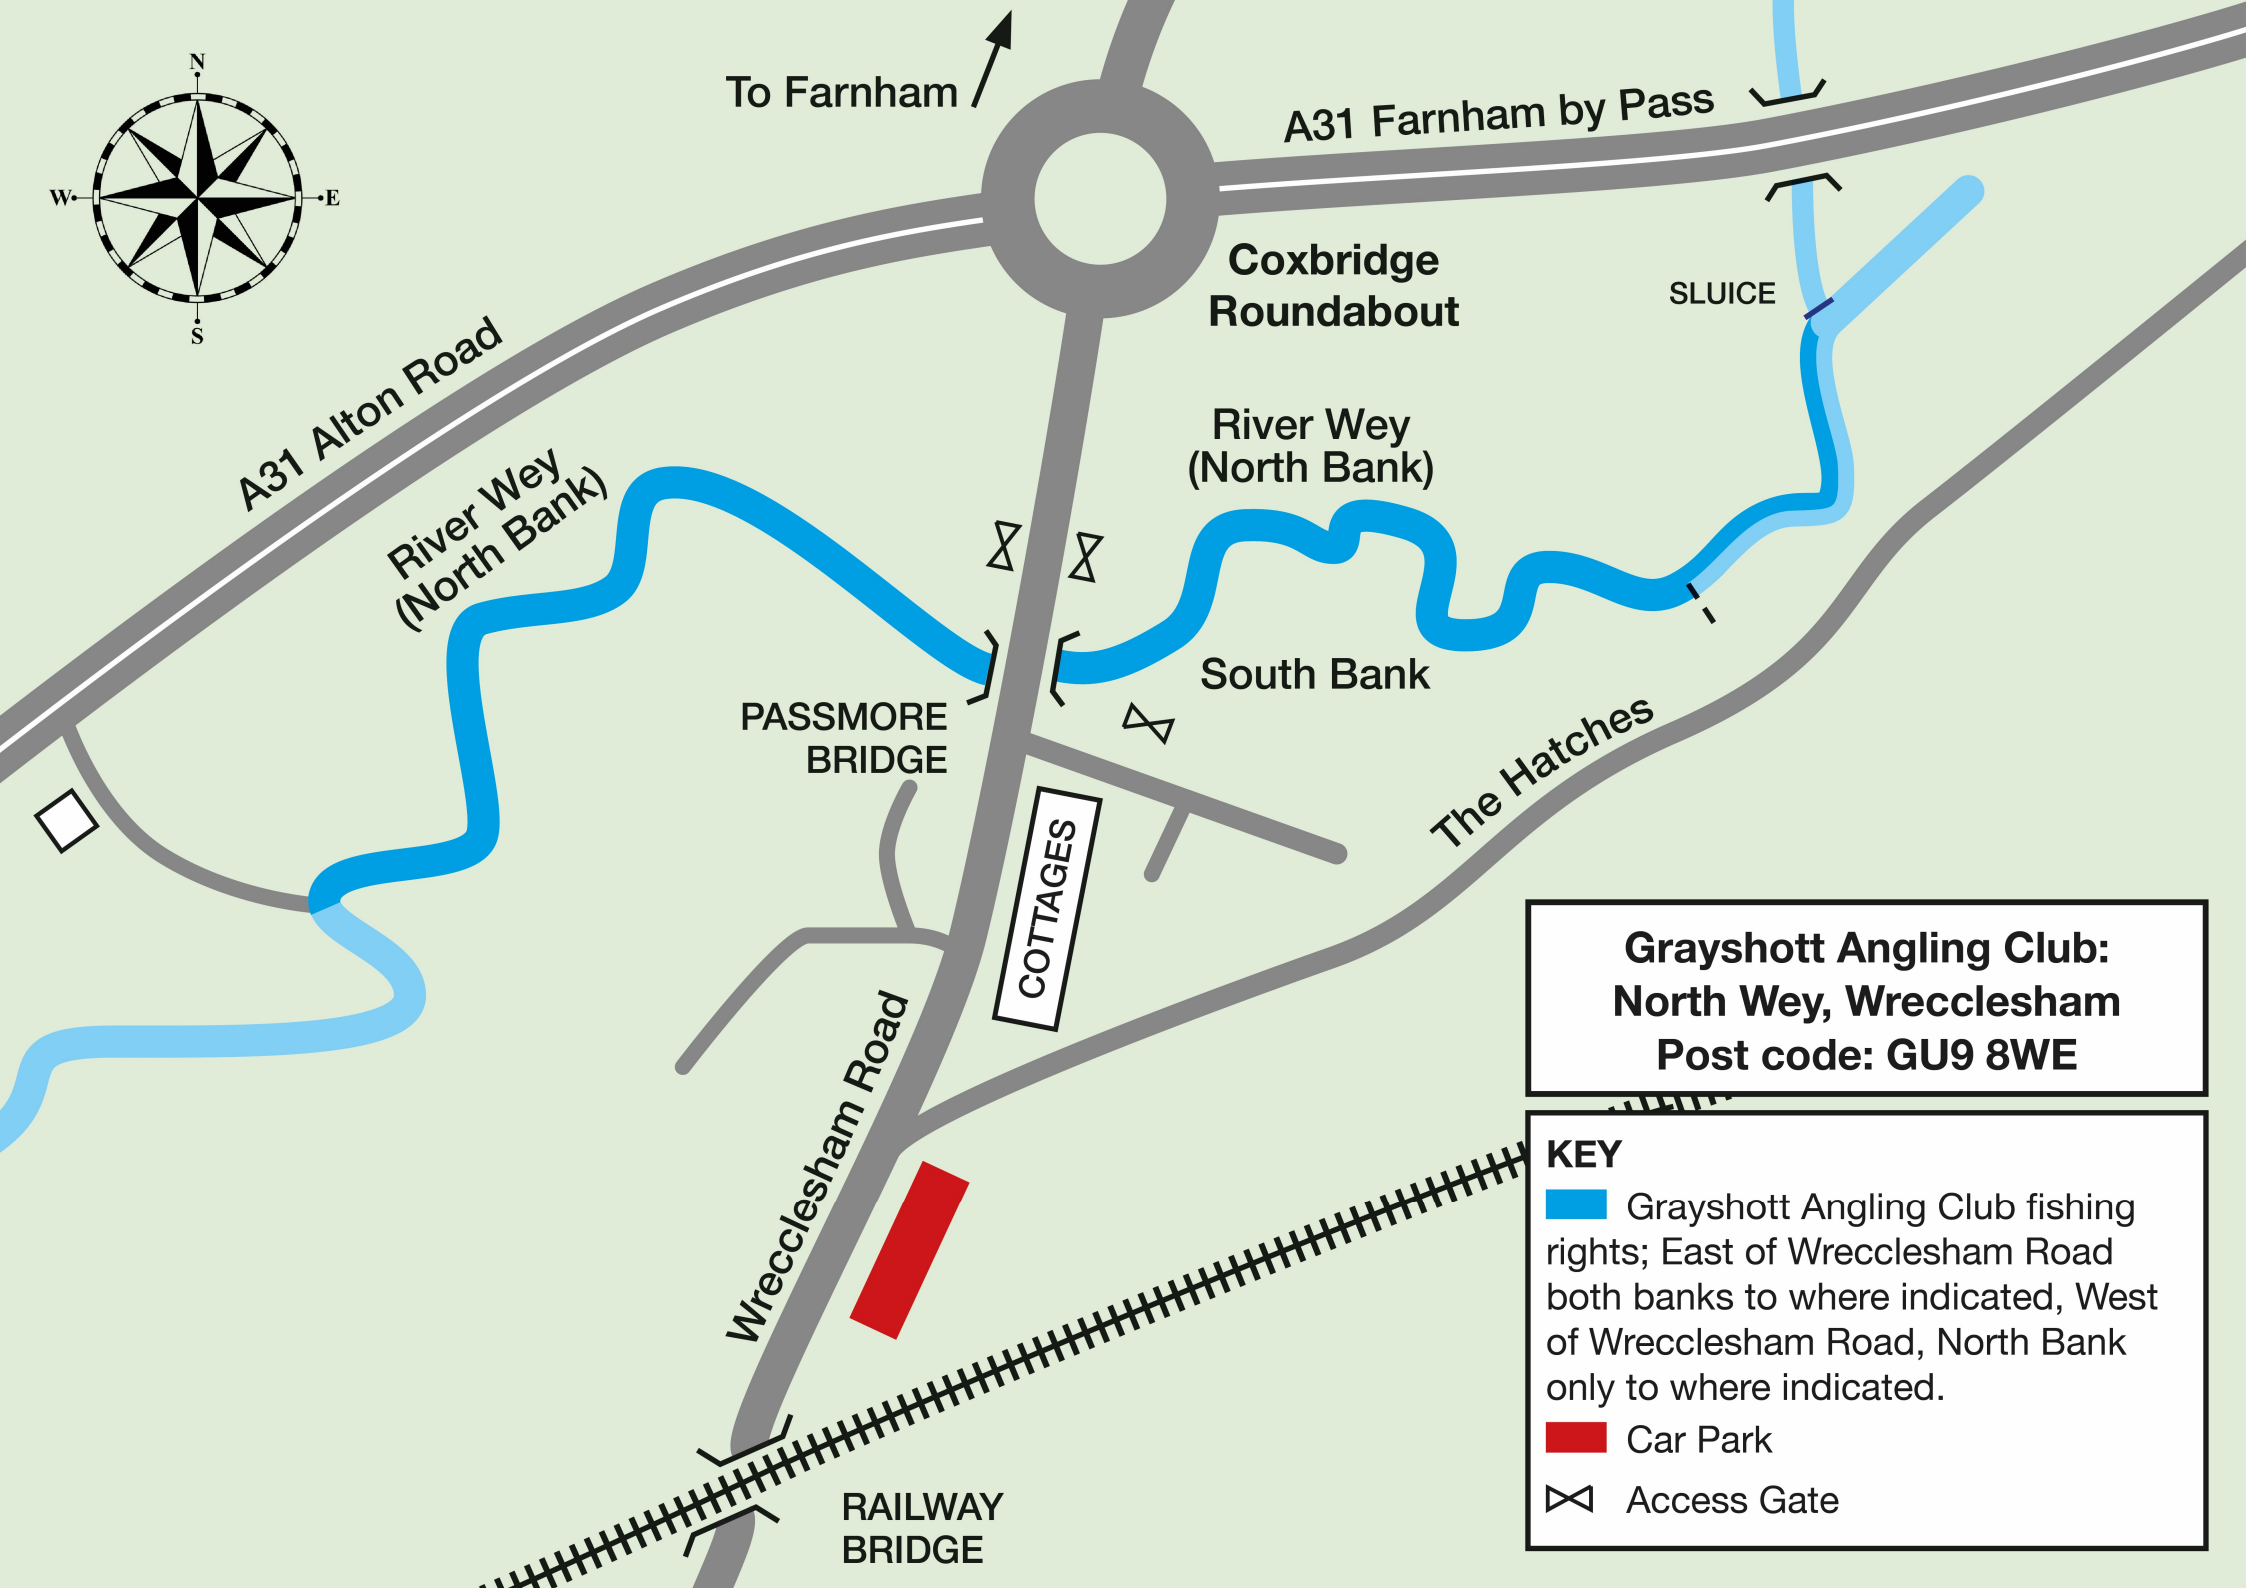 N
W
E
S
To Farnham
A31 Farnham by Pass
Coxbridge
Roundabout
SLUICE
A31 Alton Road
River Wey
(North Bank)
River Wey
(North Bank)
South Bank
PASSMORE
BRIDGE
The Hatches
COTTAGES
Wrecclesham Road
RAILWAY
BRIDGE
Grayshott Angling Club:
North Wey, Wrecclesham
Post code: GU9 8WE
KEY
Grayshott Angling Club fishing
rights; East of Wrecclesham Road
both banks to where indicated, West
of Wrecclesham Road, North Bank
only to where indicated.
Car Park
Access Gate